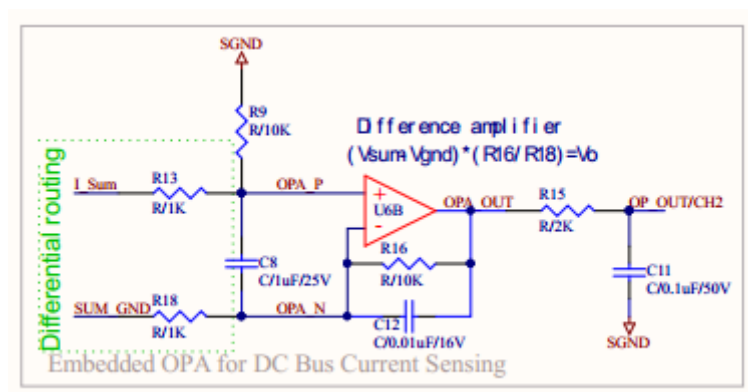 SGND
R9
R/10K
Difference amplifier
(Vsum-Vgnd)*(R16/R18)=Vo
Differential routing
I_Sum
R13
R/1K
OPA_P
+
-
U6B
OPA_OUT
R15
R/2K
OP_OUT/CH2
C8
C/1uF/25V
R16
R/10K
C11
C/0.1uF/50V
SUM_GND
R18
R/1K
OPA_N
C12
C/0.01uF/16V
SGND
Embedded OPA for DC Bus Current Sensing